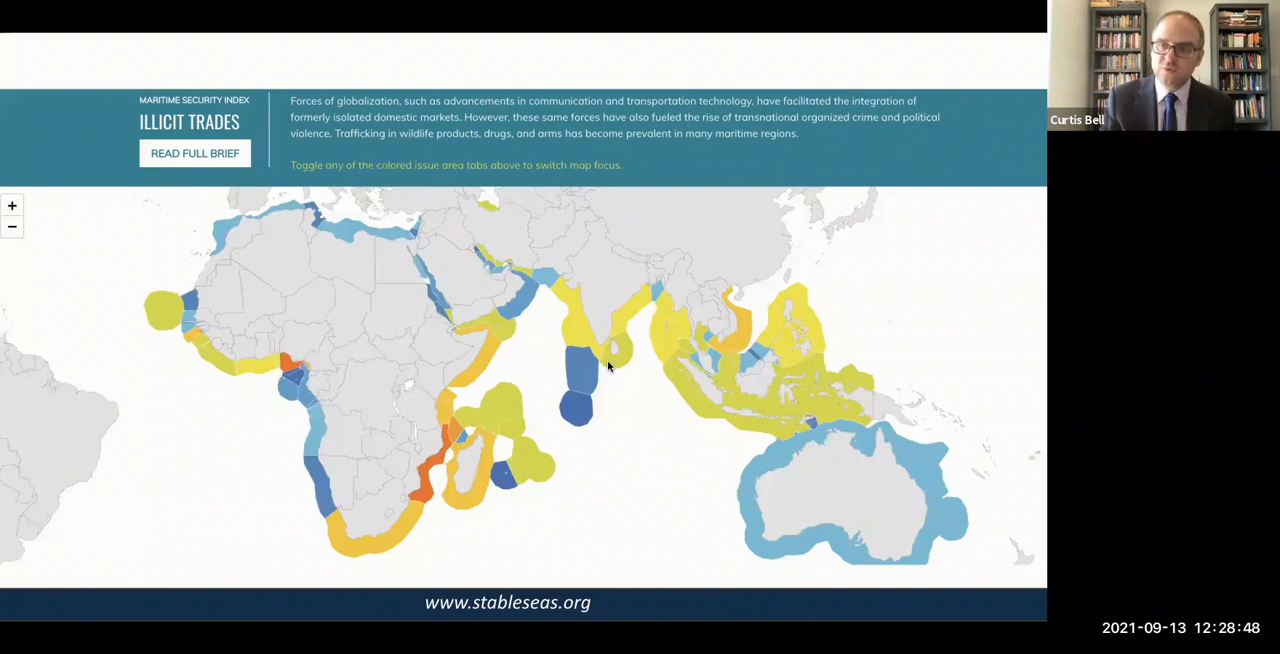 MARITIME SECURITY INDEX
ILLICIT TRADES
READ FULL BRIEF
Forces of globalization, such as advancements in communication and transportation technology, have facilitated the integration of
formerly isolated domestic markets. However, these same forces have also fueled the rise of transnational organized crime and political
violence. Trafficking in wildlife products, drugs, and arms has become prevalent in many maritime regions.
Toggle any of the colored issue area tabs above to switch map focus.
+
−
Curtis Bell
www.stableseas.org
2021-09-13 12:28:48